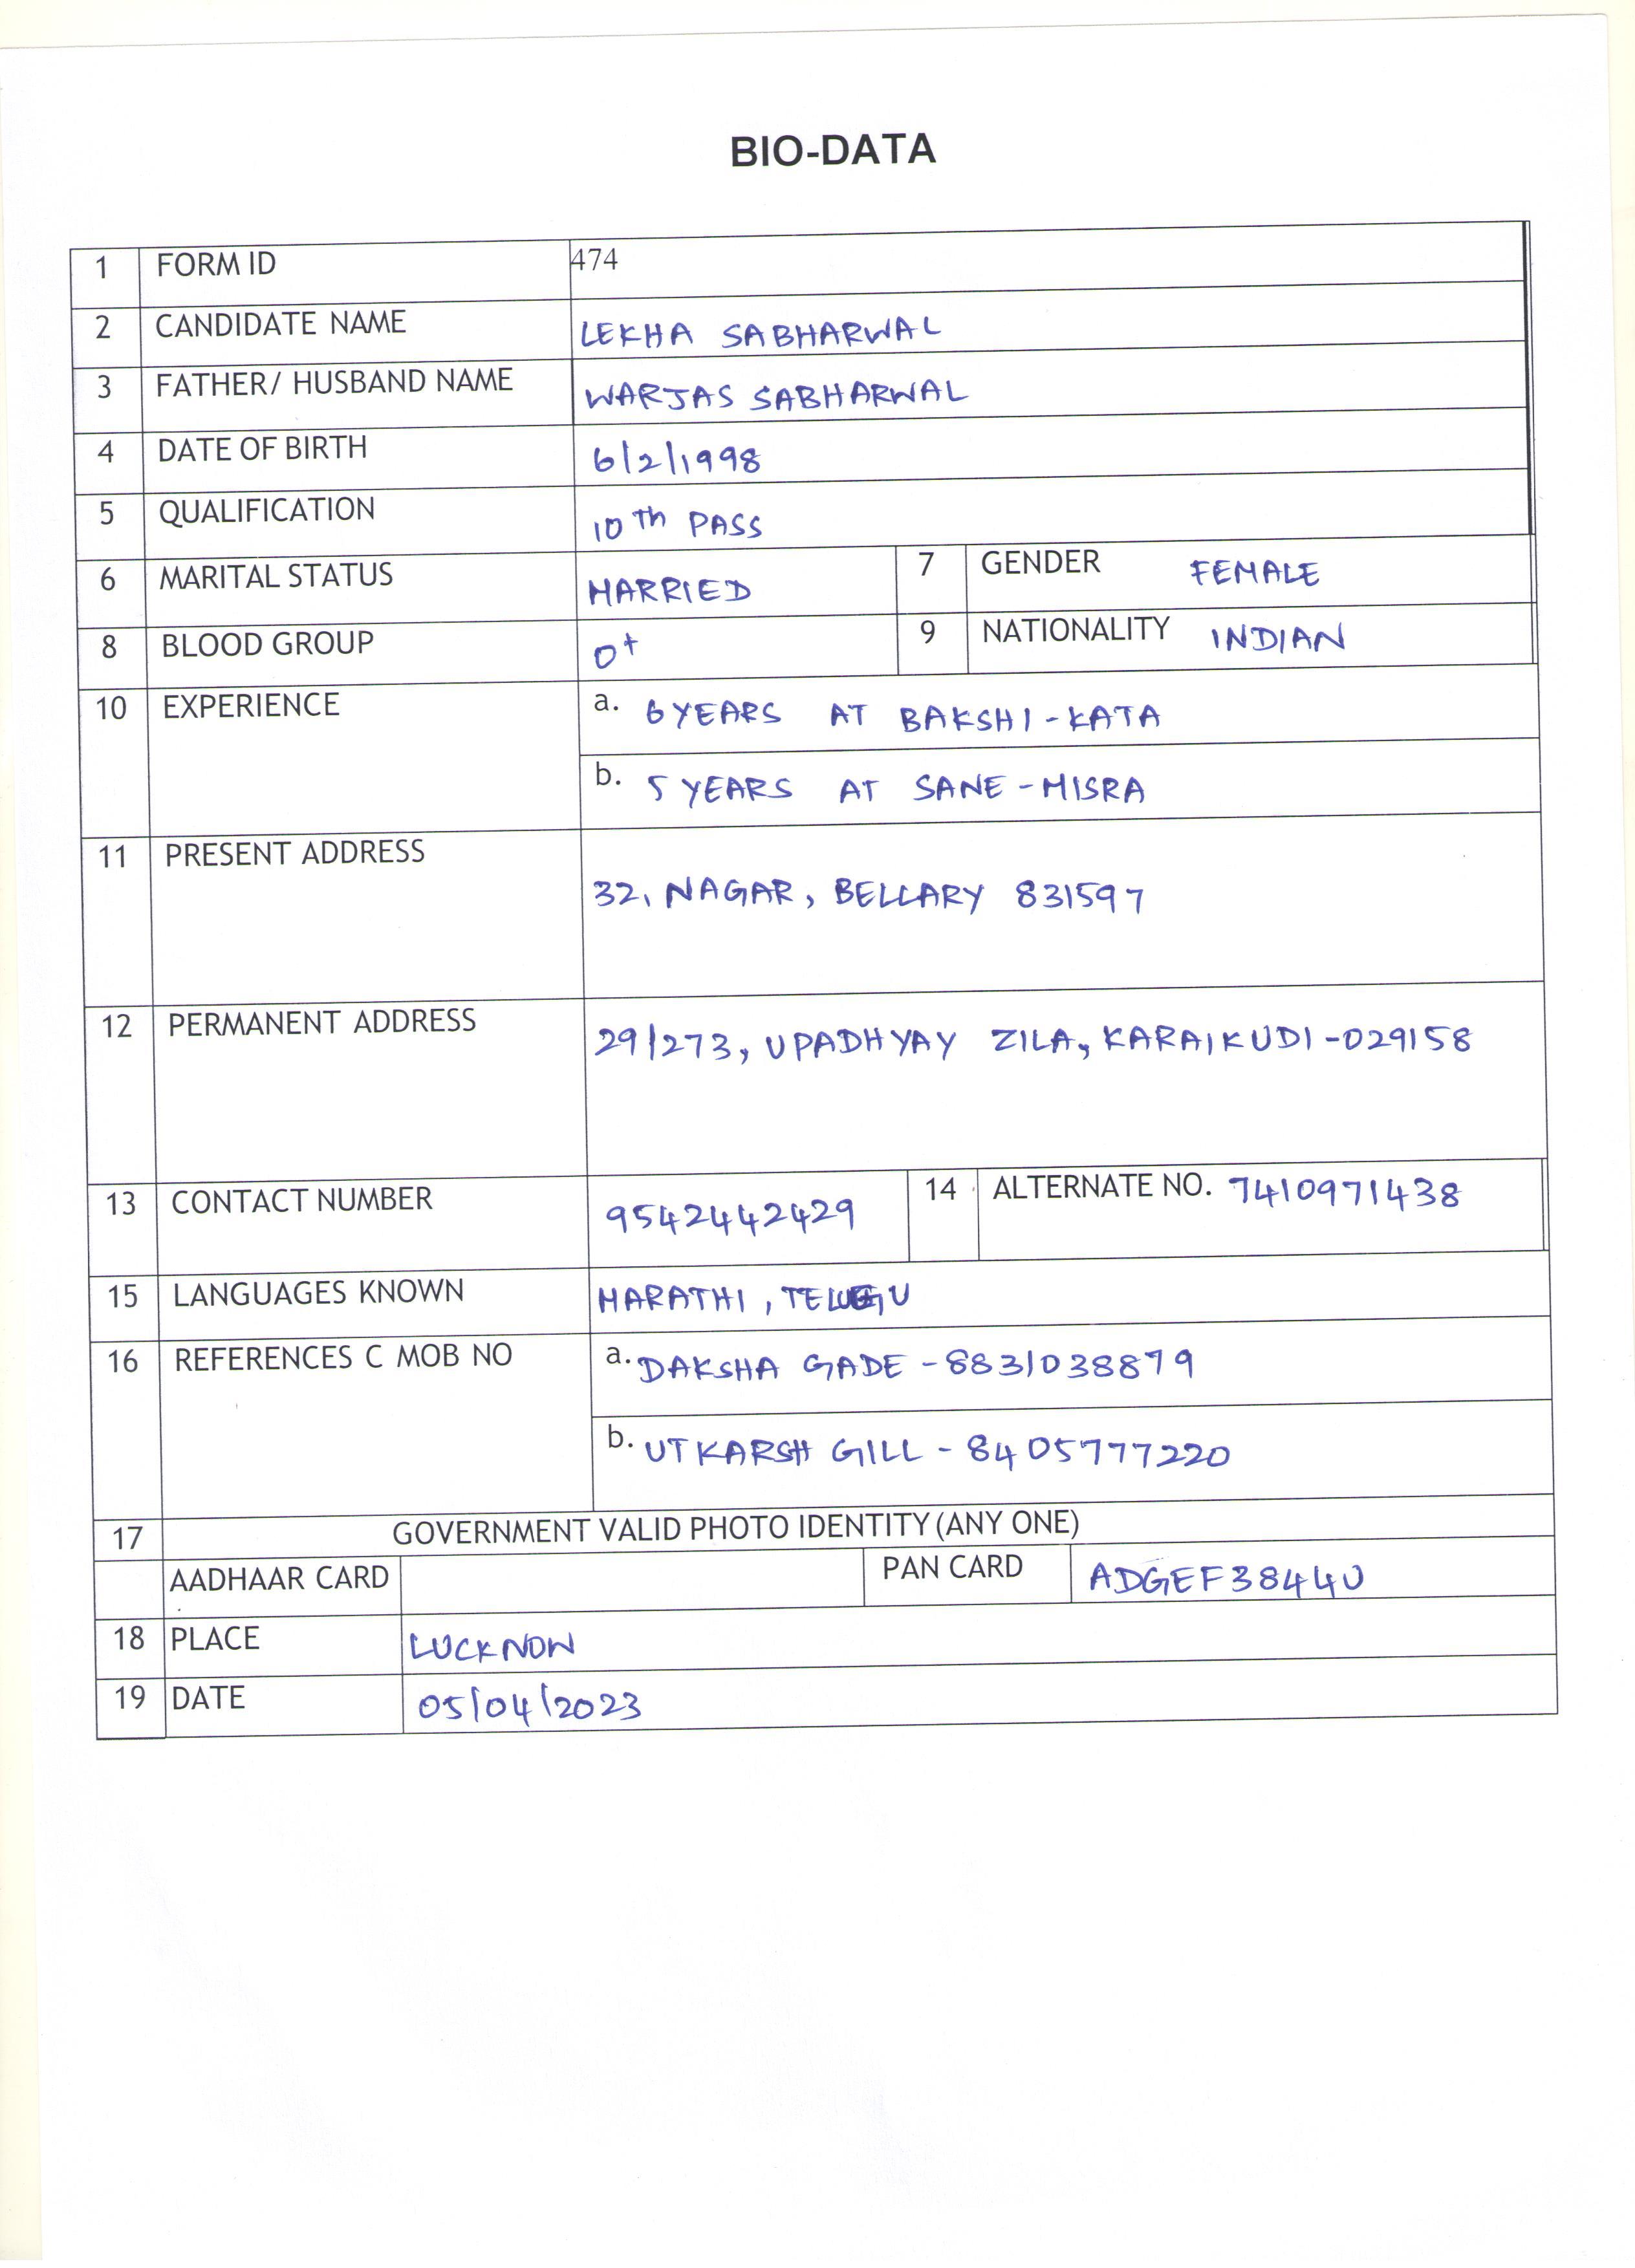 BIO-DATA
1 FORM ID 474
2 CANDIDATE NAME LEKHA SABHARWAL
3 FATHER/ HUSBAND NAME WARJAS SABHARWAL
4 DATE OF BIRTH 6/2/1998
5 QUALIFICATION 10th PASS
6 MARITAL STATUS MARRIED 7 GENDER FEMALE
8 BLOOD GROUP O+ 9 NATIONALITY INDIAN
10 EXPERIENCE a. 6 YEARS AT BAKSHI-KATA
b. 5 YEARS AT SANE-MISRA
11 PRESENT ADDRESS
32, NAGAR, BELLARY 831597
12 PERMANENT ADDRESS 29/273, UPADHYAY ZILA, KARAIKUDI-029158
13 CONTACT NUMBER 9542442429 14 ALTERNATE NO. 7410971438
15 LANGUAGES KNOWN MARATHI, TELUGU
16 REFERENCES C MOB NO a. DAKSHA GADE - 8831038879
b. UTKARSH GILL - 8405777220
17 GOVERNMENT VALID PHOTO IDENTITY (ANY ONE)
AADHAAR CARD PAN CARD ADGEF3844U
18 PLACE LUCKNOW
19 DATE 05/04/2023